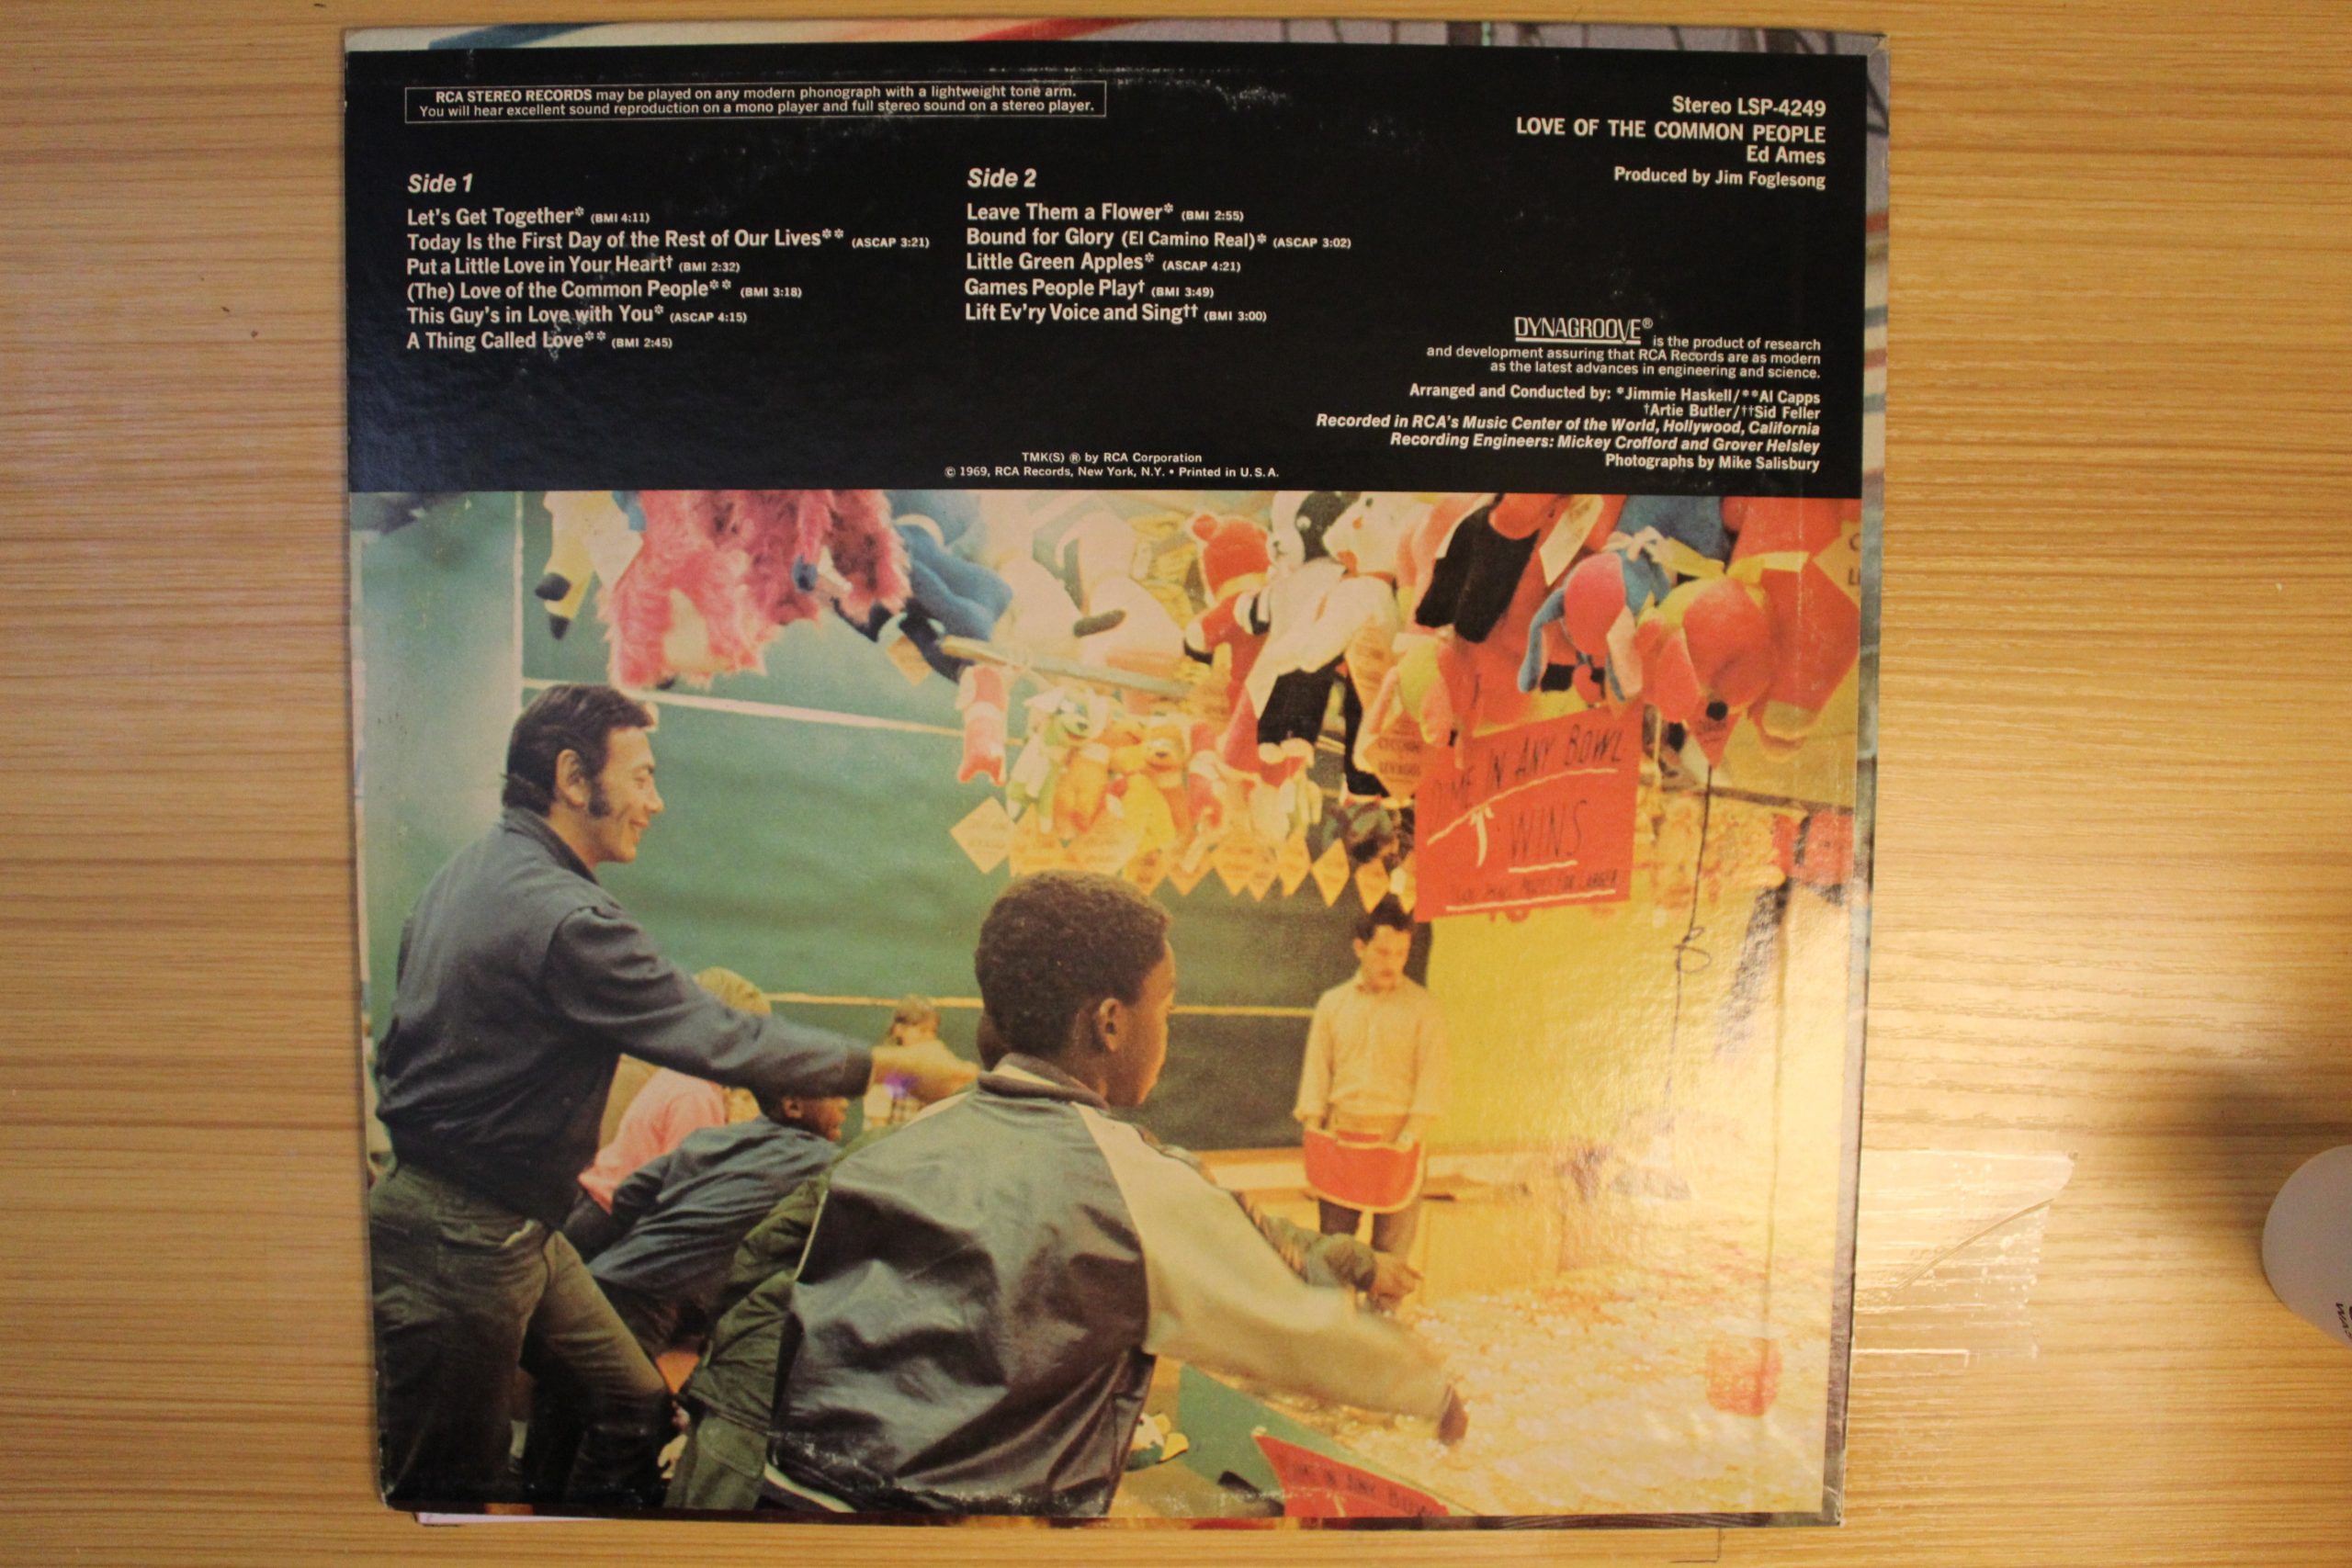 RCA STEREO RECORDS may be played on any modern phonograph with a lightweight tone arm.
You will hear excellent sound reproduction on a mono player and full stereo sound on a stereo player.
Side 1
Let's Get Together* (BMI 4:11)
Today Is the First Day of the Rest of Our Lives** (ASCAP 3:21)
Put a Little Love in Your Heart† (BMI 2:32)
(The) Love of the Common People** (BMI 3:18)
This Guy's in Love with You* (ASCAP 4:15)
A Thing Called Love** (BMI 2:45)
Side 2
Leave Them a Flower* (BMI 2:55)
Bound for Glory (El Camino Real)* (ASCAP 3:02)
Little Green Apples* (ASCAP 4:21)
Games People Play† (BMI 3:49)
Lift Ev'ry Voice and Sing†† (BMI 3:00)
Stereo LSP-4249
LOVE OF THE COMMON PEOPLE
Ed Ames
Produced by Jim Foglesong
DYNAGROOVE® is the product of research
and development assuring that RCA Records are as modern
as the latest advances in engineering and science.
Arranged and Conducted by: *Jimmie Haskell/**Al Capps
†Artie Butler/††Sid Feller
Recorded in RCA's Music Center of the World, Hollywood, California
Recording Engineers: Mickey Crofford and Grover Helsley
Photographs by Mike Salisbury
TMK(S) ® by RCA Corporation
© 1969, RCA Records, New York, N.Y. • Printed in U.S.A.
DIME IN ANY BOWL
WINS